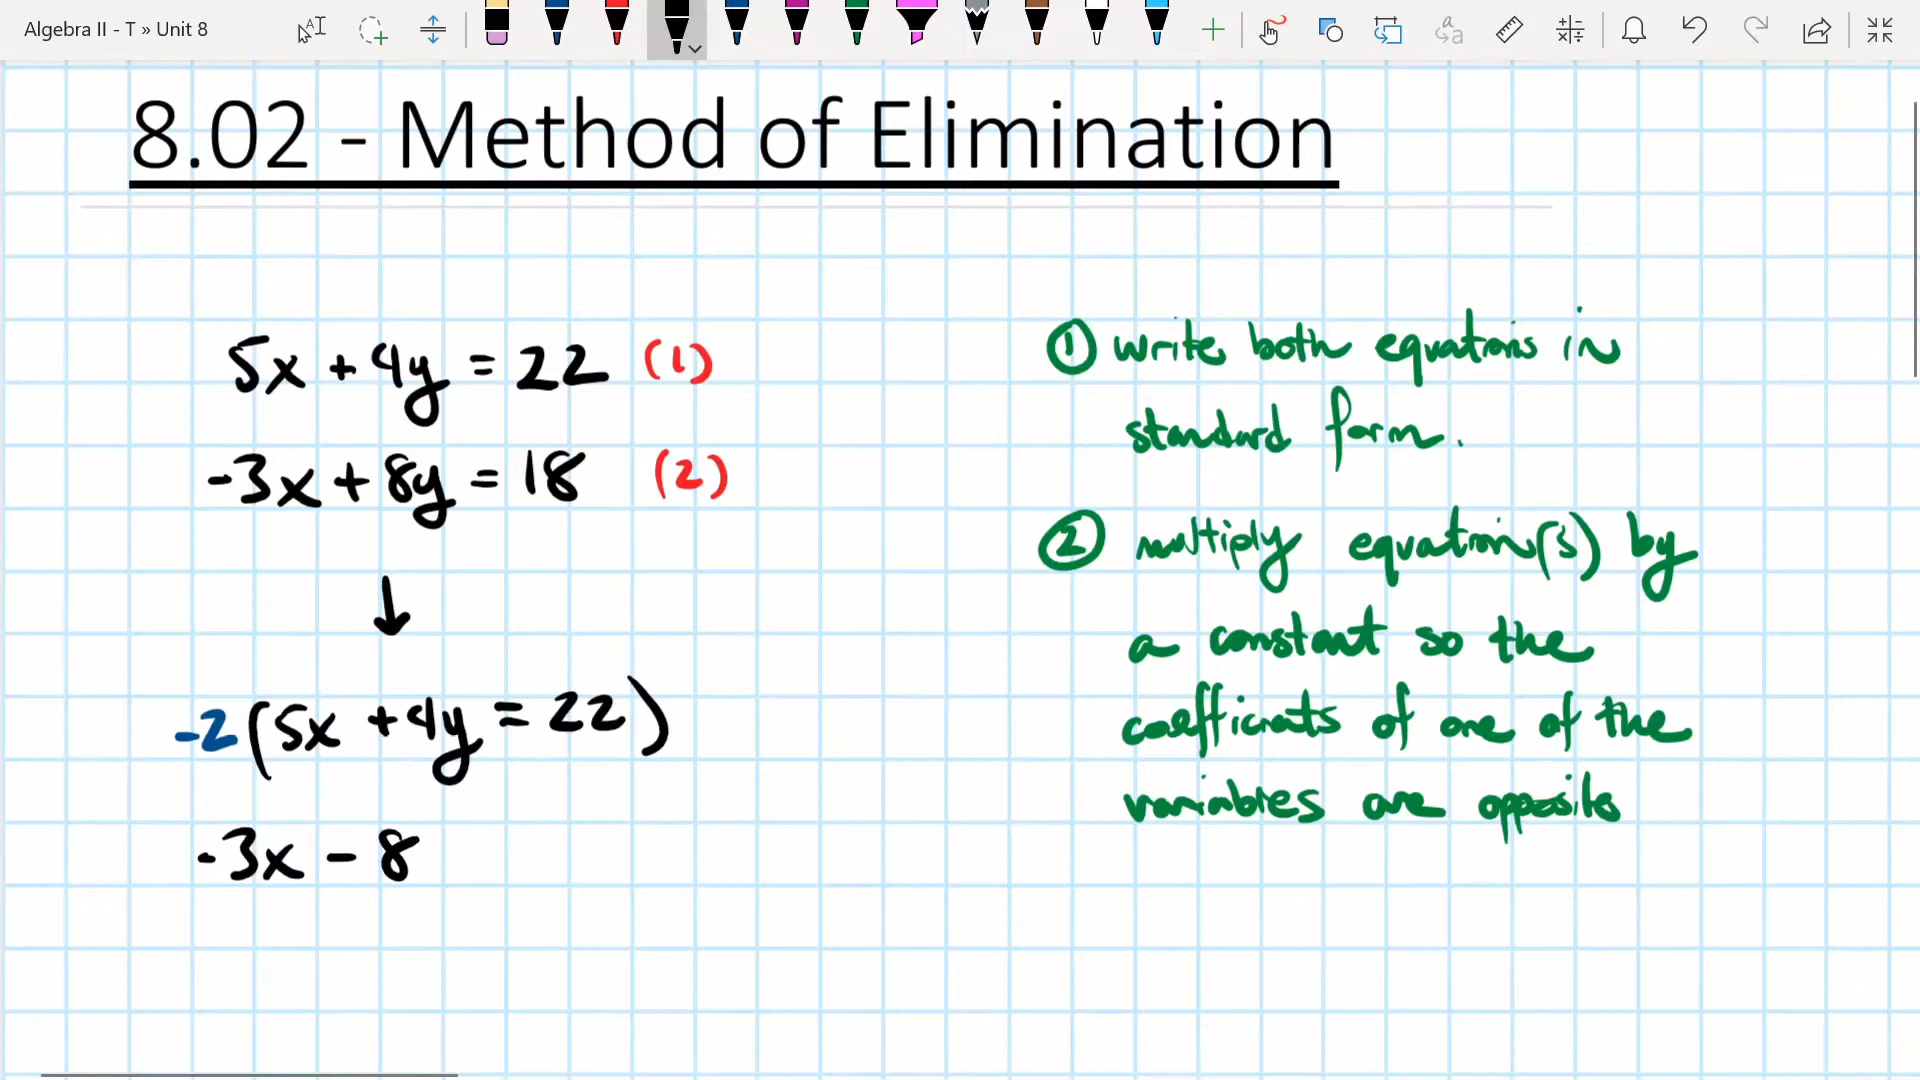 Algebra II - T » Unit 8
8.02 - Method of Elimination
5x + 4y = 22 (1)
-3x + 8y = 18 (2)
↓
-2(5x + 4y = 22)
-3x - 8
① write both equations in
standard form.
② multiply equation(s) by
a constant so the
coefficients of one of the
variables are opposites